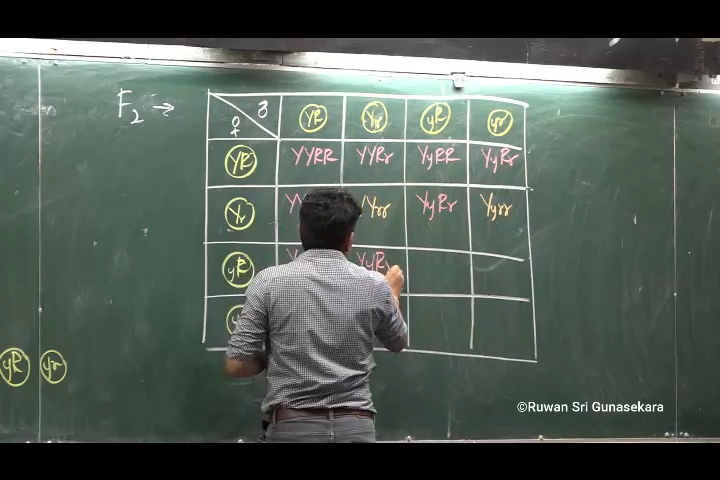 F2 →
♀ ♂ YR Yr yR yr
YR YYRR YYRr YyRR YyRr
Yr YYrr YyRr Yyrr
yR YyR
yR yr
©Ruwan Sri Gunasekara